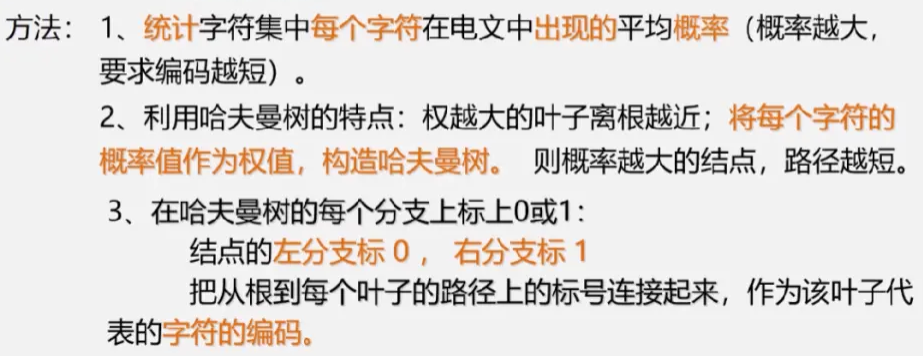 方法： 1、统计字符集中每个字符在电文中出现的平均概率（概率越大，
要求编码越短）。
2、利用哈夫曼树的特点：权越大的叶子离根越近；将每个字符的
概率值作为权值，构造哈夫曼树。 则概率越大的结点，路径越短。
3、在哈夫曼树的每个分支上标上0或1：
结点的左分支标 0 ， 右分支标 1
把从根到每个叶子的路径上的标号连接起来，作为该叶子代
表的字符的编码。